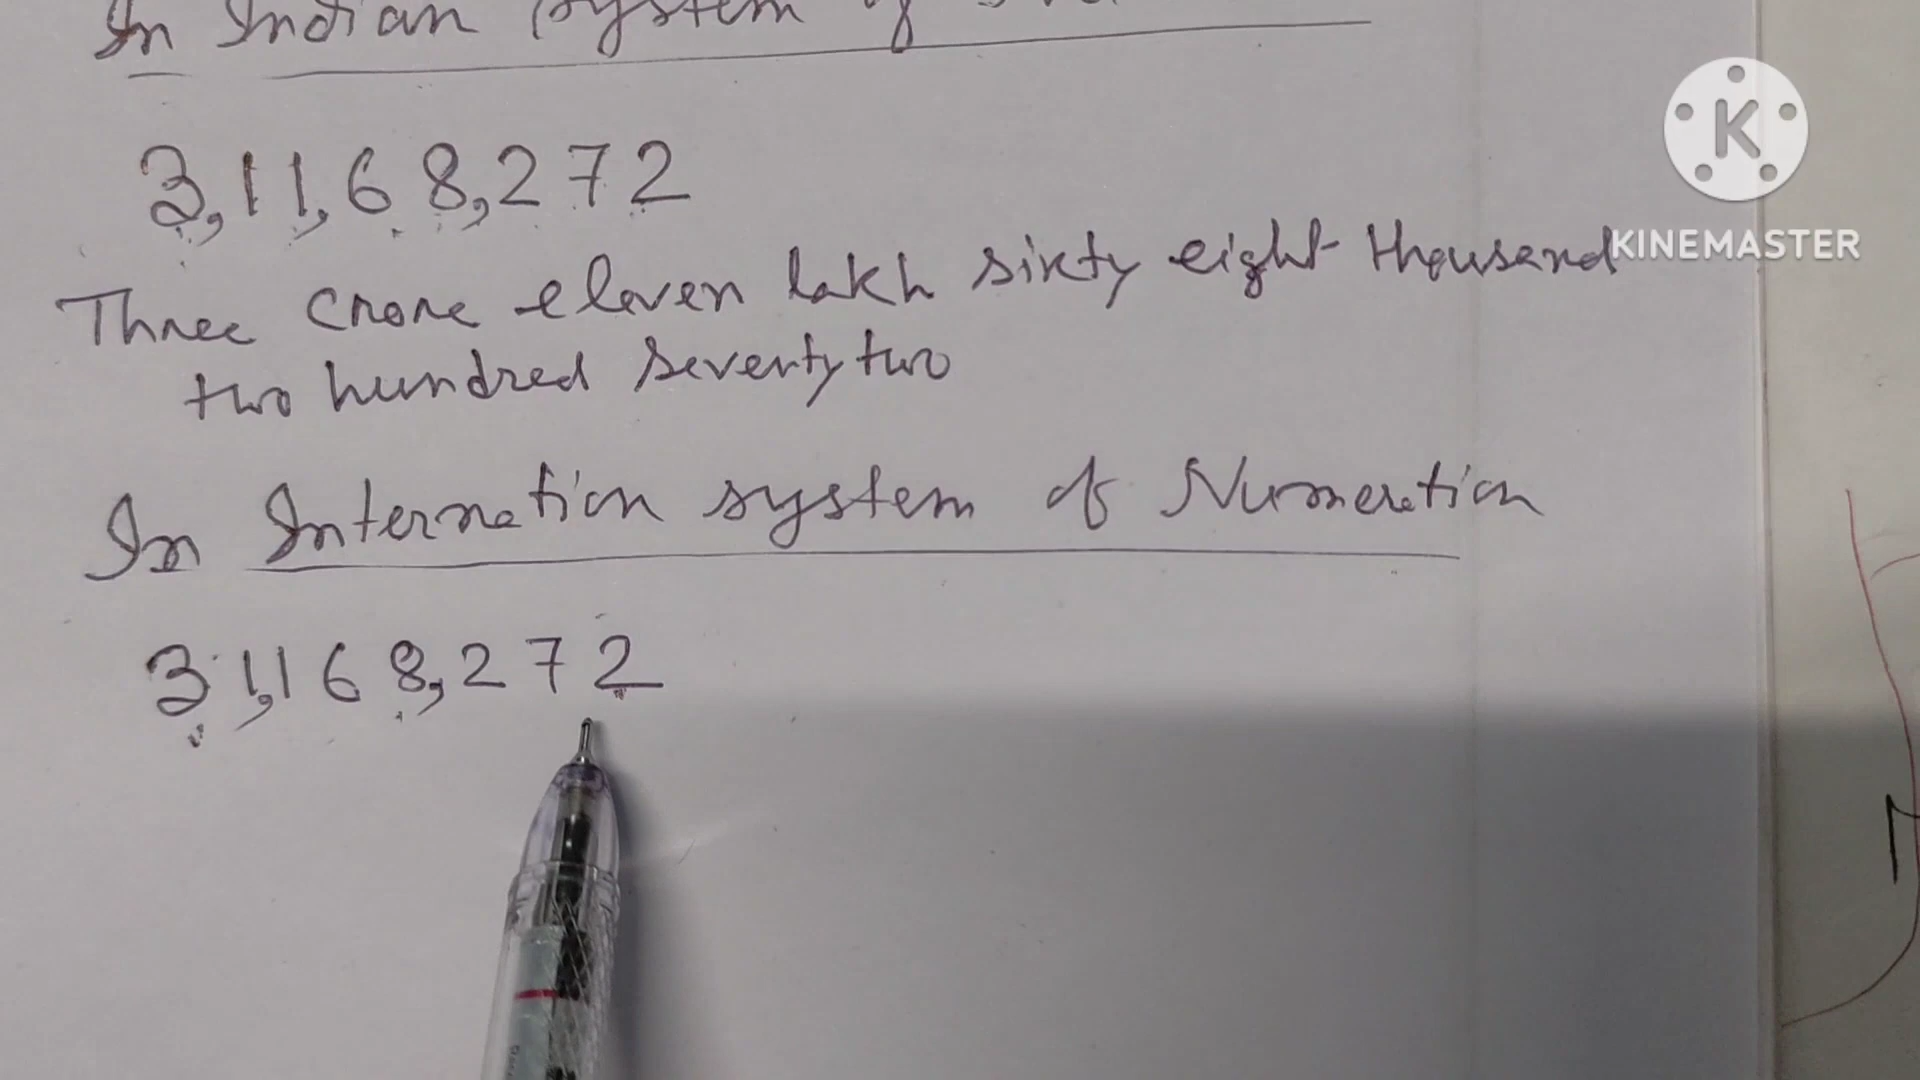 In Indian System of
3,11,68,272
K
KINEMASTER
Three crore eleven lakh sixty eight thousand
two hundred seventy two
In Internation system of Numeration
31,168,272